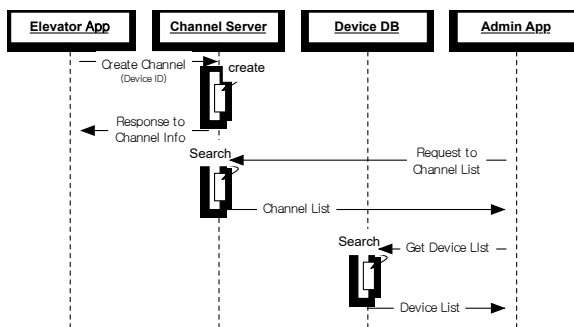 Elevator App
Channel Server
Device DB
Admin App
Create Channel
(Device ID)
create
Response to
Channel Info
Search
Request to
Channel List
Channel List
Search
Get Device LIst
Device List